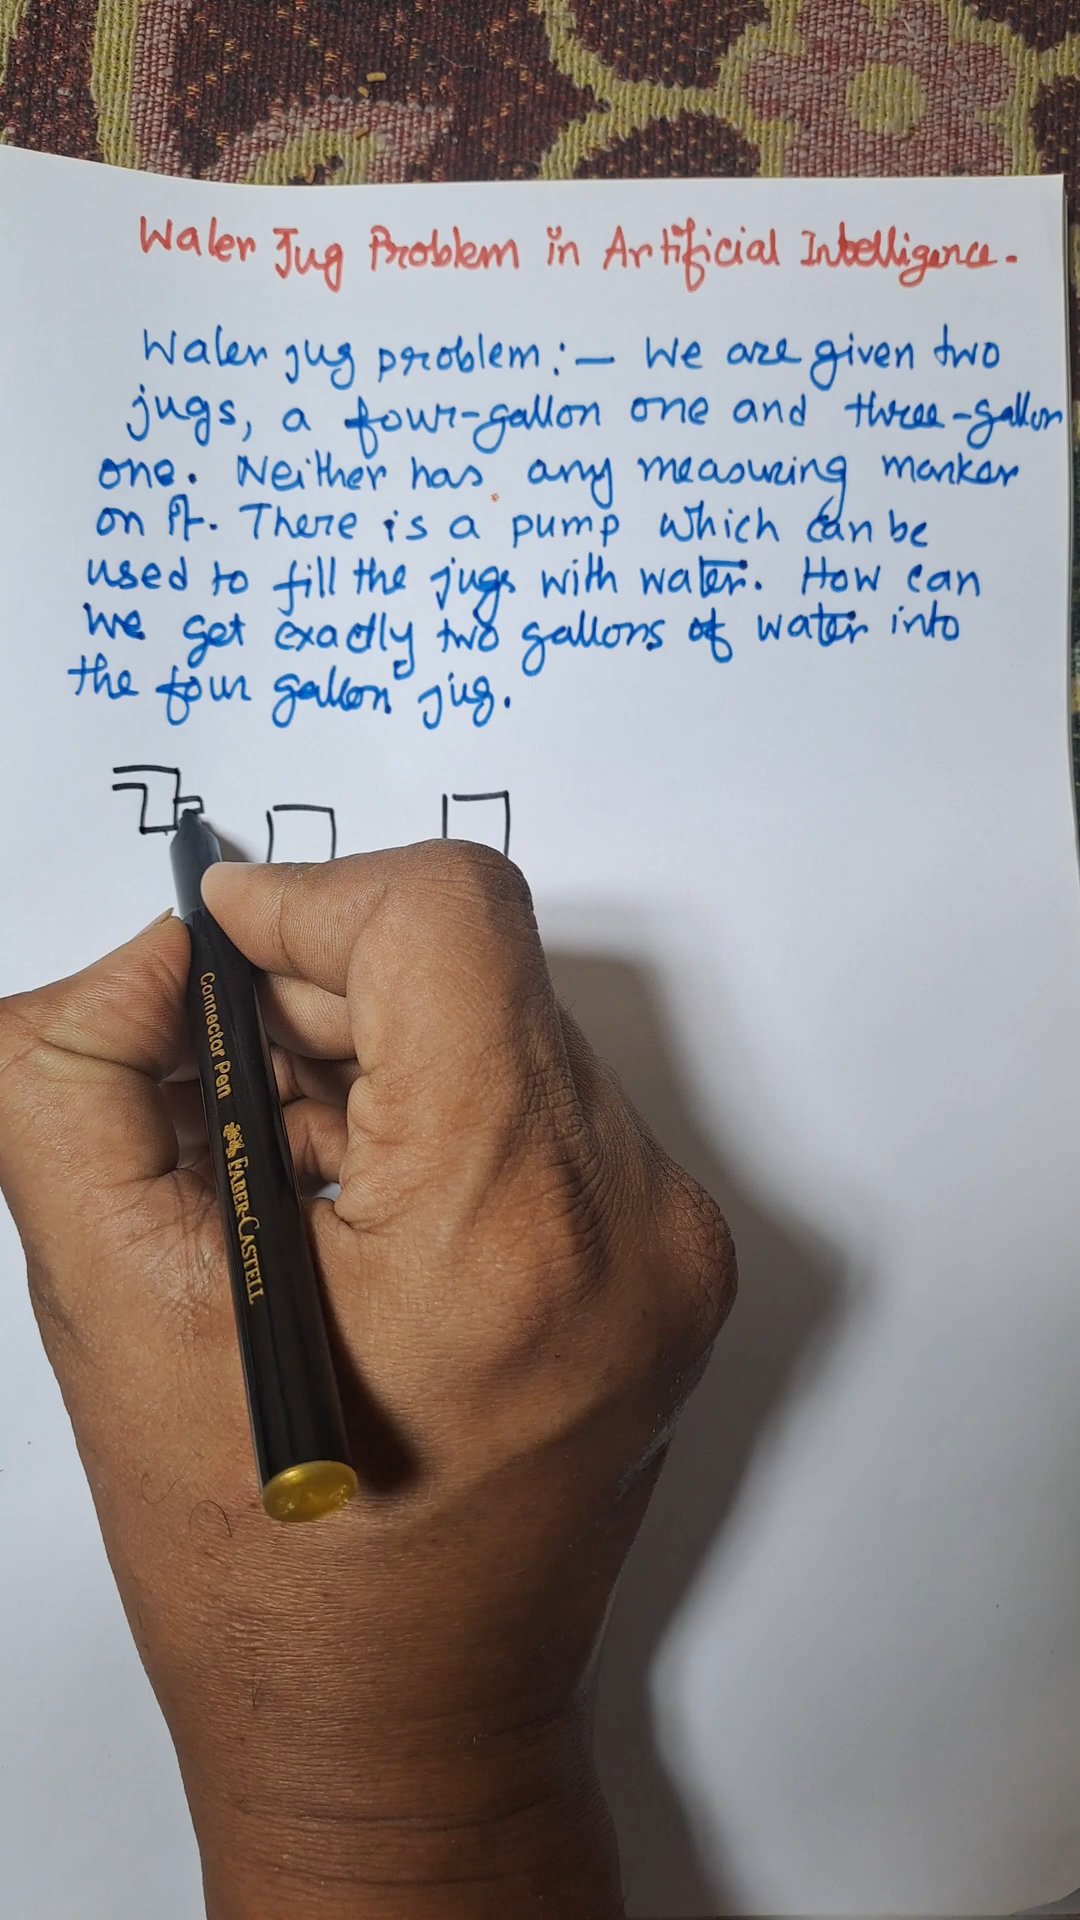 Water Jug Problem in Artificial Intelligence.
Water jug problem :- We are given two
jugs, a four-gallon one and three-gallon
one. Neither has any measuring marker
on it. There is a pump which can be
used to fill the jugs with water. How can
we get exactly two gallons of water into
the four gallon jug.
Connector Pen FABER-CASTELL